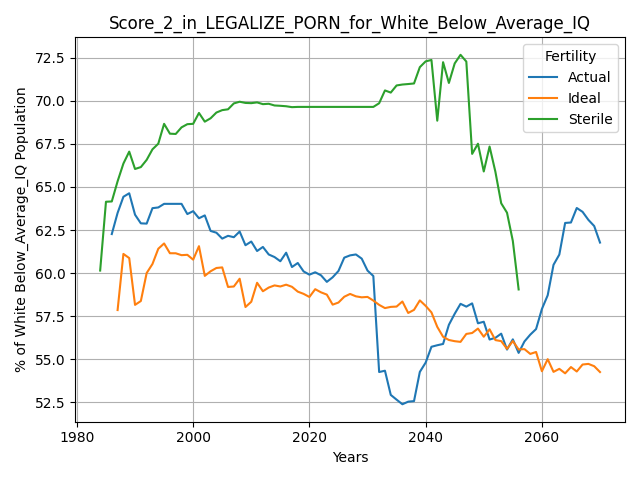 Score_2_in_LEGALIZE_PORN_for_White_Below_Average_IQ
% of White Below_Average_IQ Population
72.5
70.0
67.5
65.0
62.5
60.0
57.5
55.0
52.5
Fertility
Actual
Ideal
Sterile
1980
2000
2020
2040
2060
Years